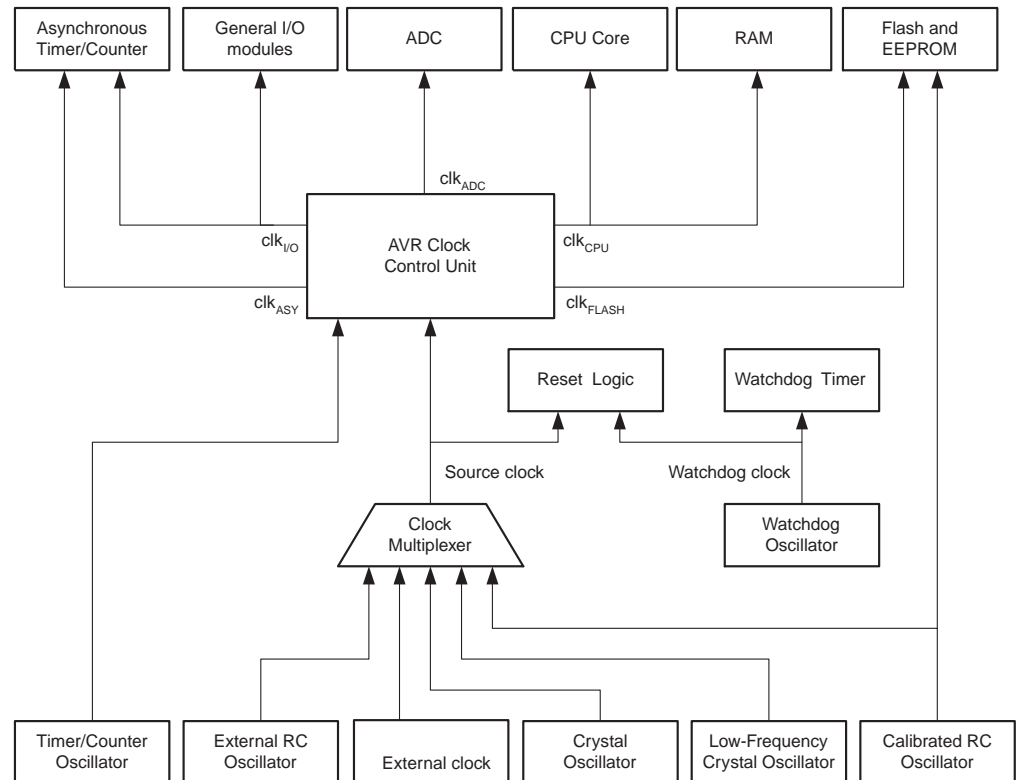 Asynchronous
Timer/Counter
General I/O
modules
ADC
CPU Core
RAM
Flash and
EEPROM
clkADC
clkI/O
AVR Clock
Control Unit
clkCPU
clkASY
clkFLASH
Reset Logic
Watchdog Timer
Source clock
Watchdog clock
Clock
Multiplexer
Watchdog
Oscillator
Timer/Counter
Oscillator
External RC
Oscillator
External clock
Crystal
Oscillator
Low-Frequency
Crystal Oscillator
Calibrated RC
Oscillator